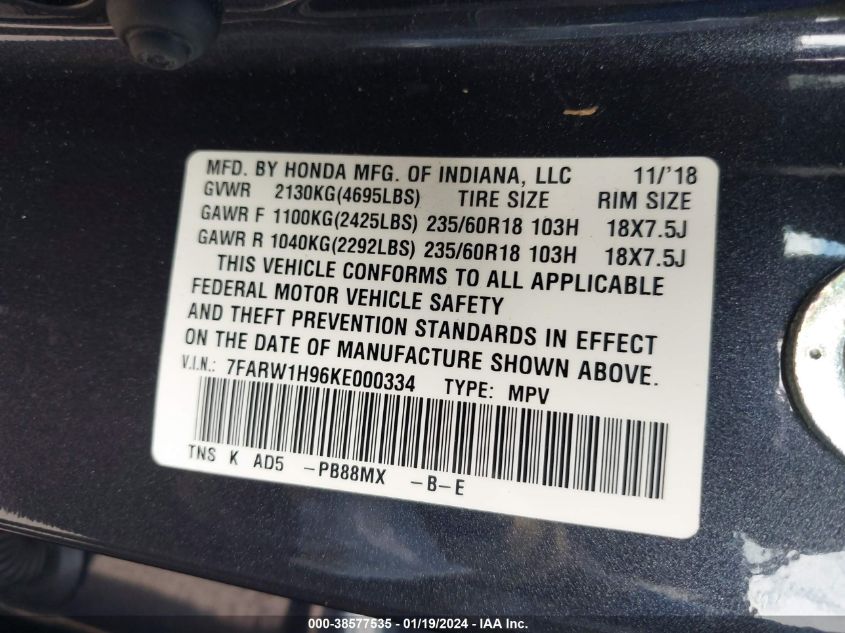 MFD. BY HONDA MFG. OF INDIANA, LLC 11/'18
GVWR 2130KG(4695LBS) TIRE SIZE RIM SIZE
GAWR F 1100KG(2425LBS) 235/60R18 103H 18X7.5J
GAWR R 1040KG(2292LBS) 235/60R18 103H 18X7.5J
THIS VEHICLE CONFORMS TO ALL APPLICABLE
FEDERAL MOTOR VEHICLE SAFETY
AND THEFT PREVENTION STANDARDS IN EFFECT
ON THE DATE OF MANUFACTURE SHOWN ABOVE.
V.I.N.: 7FARW1H96KE000334 TYPE: MPV
TNS K AD5 -PB88MX -B-E
000-38577535 - 01/19/2024 - IAA Inc.